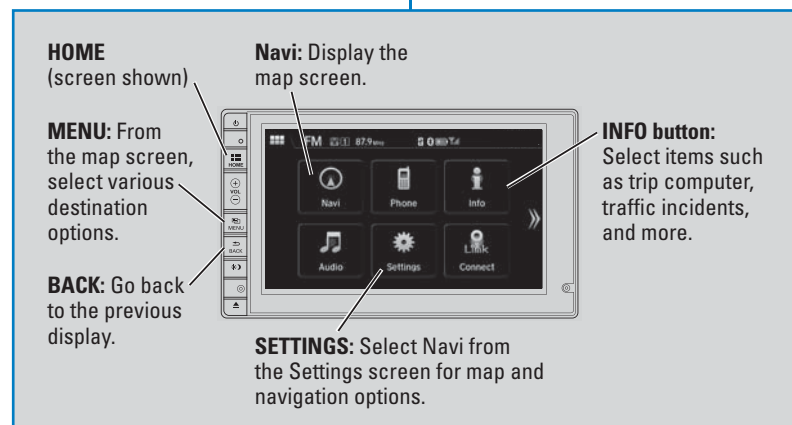 HOME
(screen shown)
MENU: From
the map screen,
select various
destination
options.
BACK: Go back
to the previous
display.
Navi: Display the
map screen.
HOME
VOL
MENU
BACK
FM 87.9MHz
Navi
Phone
Info
Audio
Settings
Link
Connect
INFO button:
Select items such
as trip computer,
traffic incidents,
and more.
SETTINGS: Select Navi from
the Settings screen for map and
navigation options.